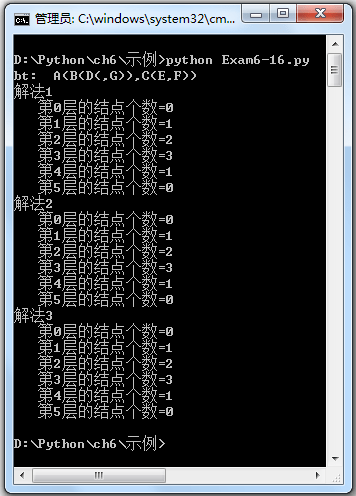 管理员: C:\windows\system32\cm...
D:\Python\ch6\示例>python Exam6-16.py
bt:  A(B(D(,G)),C(E,F))
解法1
   第0层的结点个数=0
   第1层的结点个数=1
   第2层的结点个数=2
   第3层的结点个数=3
   第4层的结点个数=1
   第5层的结点个数=0
解法2
   第0层的结点个数=0
   第1层的结点个数=1
   第2层的结点个数=2
   第3层的结点个数=3
   第4层的结点个数=1
   第5层的结点个数=0
解法3
   第0层的结点个数=0
   第1层的结点个数=1
   第2层的结点个数=2
   第3层的结点个数=3
   第4层的结点个数=1
   第5层的结点个数=0
D:\Python\ch6\示例>